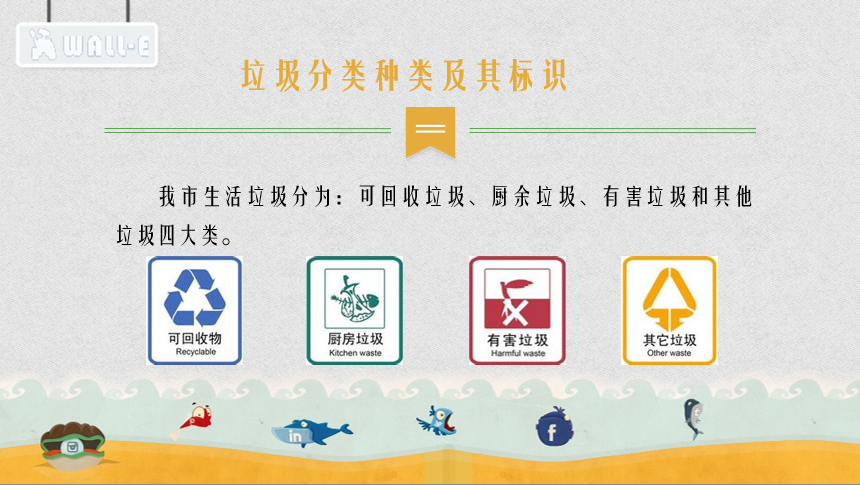 WALL-E
垃圾分类种类及其标识
我市生活垃圾分为：可回收垃圾、厨余垃圾、有害垃圾和其他
垃圾四大类。
可回收物
Recyclable
厨房垃圾
Kitchen waste
有害垃圾
Harmful waste
其它垃圾
Other waste
in
f